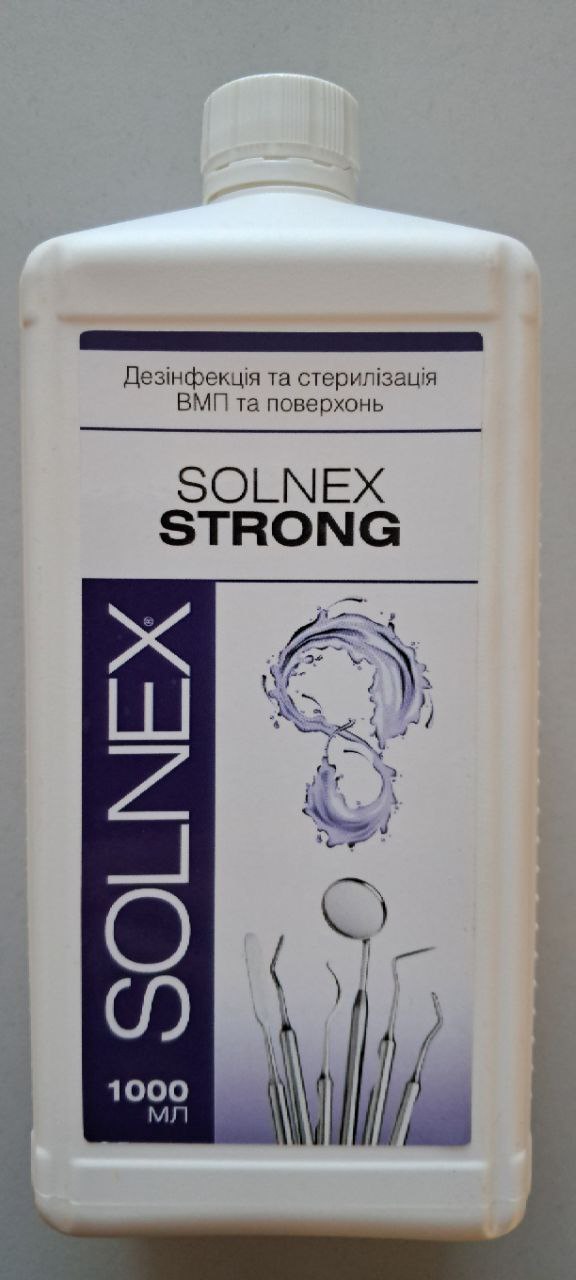 Дезінфекція та стерилізація
ВМП та поверхонь
SOLNEX
STRONG
SOLNEX®
1000
МЛ